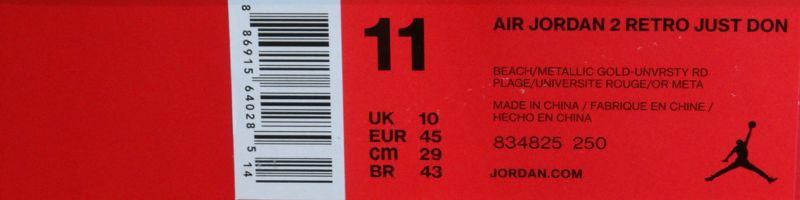 8 86915 64028 5 14
11
UK 10
EUR 45
cm 29
BR 43
AIR JORDAN 2 RETRO JUST DON
BEACH/METALLIC GOLD-UNVRSTY RD
PLAGE/UNIVERSITE ROUGE/OR META
MADE IN CHINA / FABRIQUE EN CHINE /
HECHO EN CHINA
834825 250
JORDAN.COM